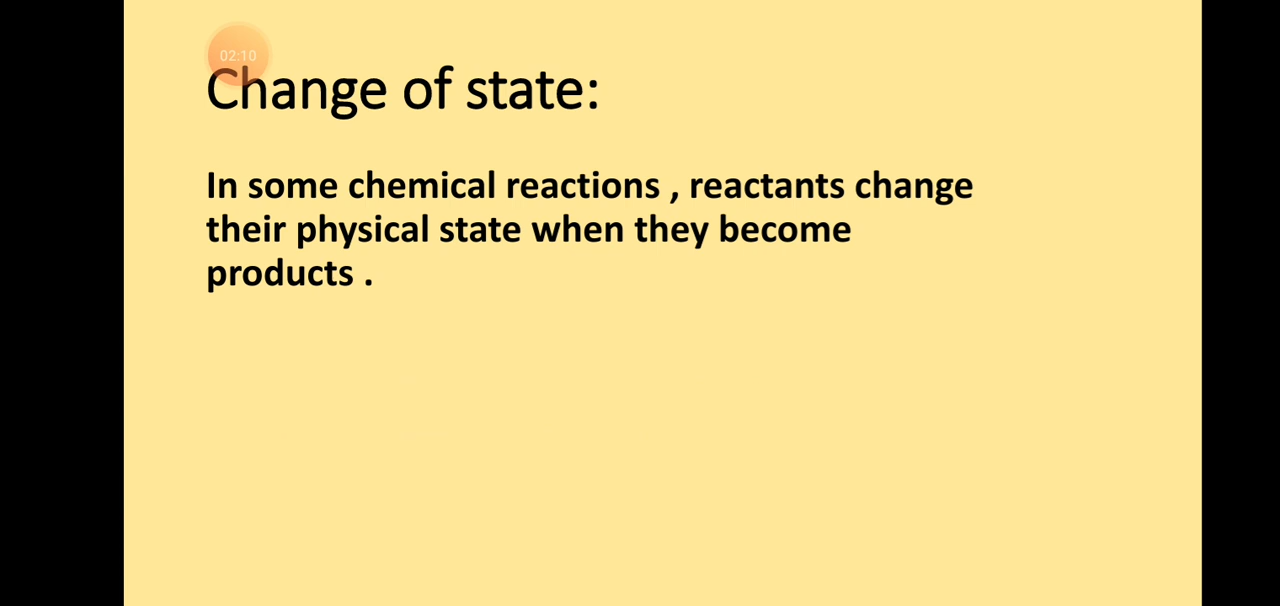 02:10
Change of state:
In some chemical reactions , reactants change
their physical state when they become
products .